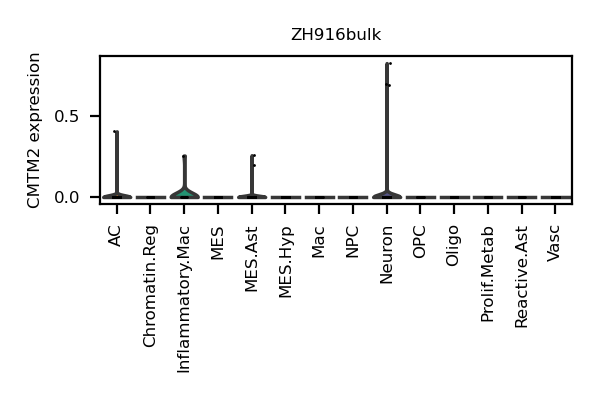 ZH916bulk
CMTM2 expression
0.5
0.0
AC
Chromatin.Reg
Inflammatory.Mac
MES
MES.Ast
MES.Hyp
Mac
NPC
Neuron
OPC
Oligo
Prolif.Metab
Reactive.Ast
Vasc